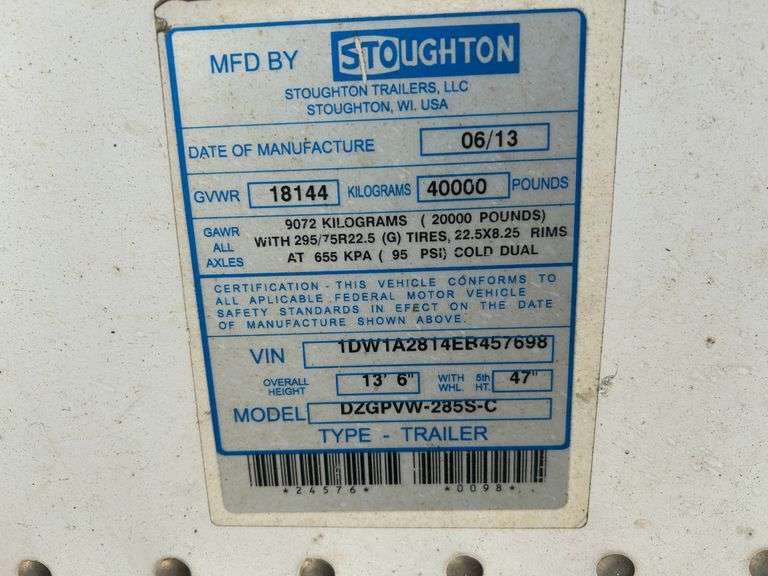 MFD BY STOUGHTON
STOUGHTON TRAILERS, LLC
STOUGHTON, WI. USA
DATE OF MANUFACTURE 06/13
GVWR 18144 KILOGRAMS 40000 POUNDS
GAWR ALL AXLES
9072 KILOGRAMS ( 20000 POUNDS)
WITH 295/75R22.5 (G) TIRES, 22.5X8.25 RIMS
AT 655 KPA ( 95 PSI) COLD DUAL
CERTIFICATION - THIS VEHICLE CONFORMS TO
ALL APLICABLE FEDERAL MOTOR VEHICLE
SAFETY STANDARDS IN EFECT ON THE DATE
OF MANUFACTURE SHOWN ABOVE.
VIN 1DW1A2814EB457698
OVERALL HEIGHT 13' 6" WITH WHL. 5th HT. 47"
MODEL DZGPVW-285S-C
TYPE - TRAILER
*24576* *0098*